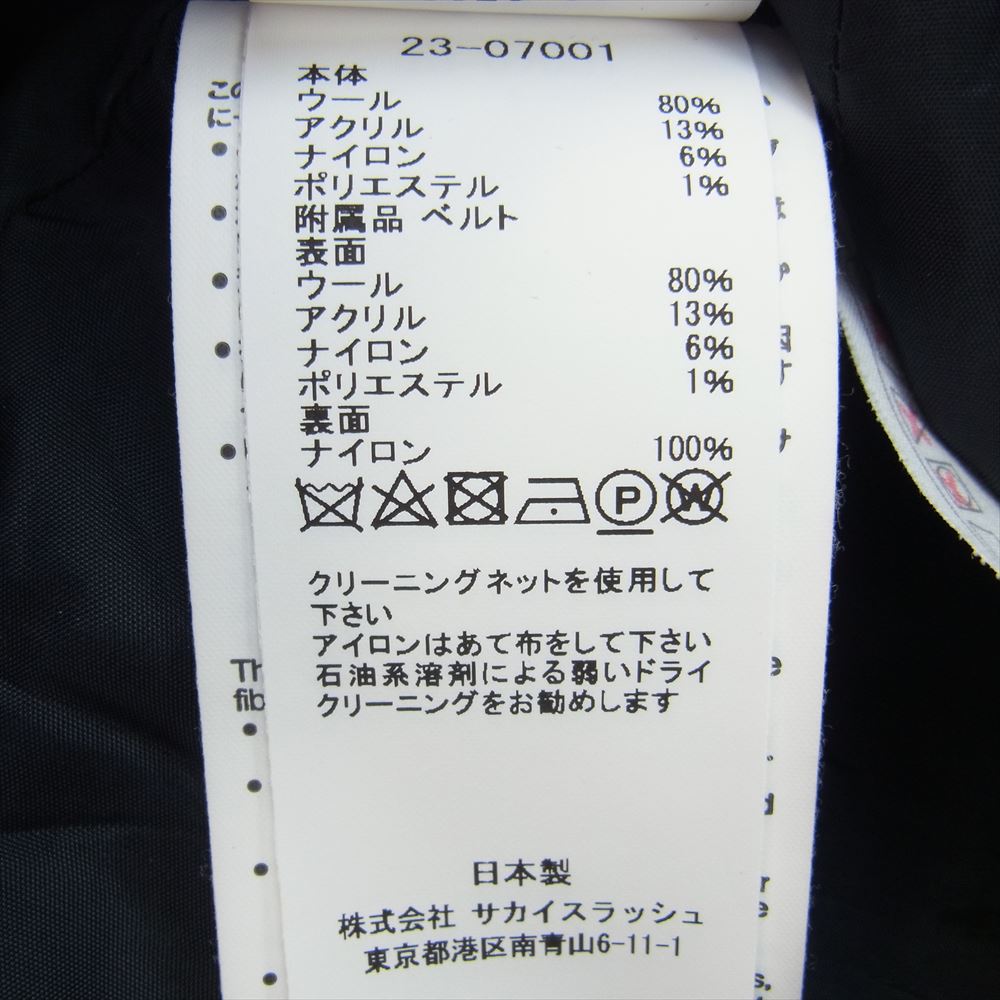 23-07001
本体
ウール 80%
アクリル 13%
ナイロン 6%
ポリエステル 1%
附属品 ベルト
表面
ウール 80%
アクリル 13%
ナイロン 6%
ポリエステル 1%
裏面
ナイロン 100%
P W
クリーニングネットを使用して
下さい
アイロンはあて布をして下さい
石油系溶剤による弱いドライ
クリーニングをお勧めします
日本製
株式会社 サカイスラッシュ
東京都港区南青山6-11-1